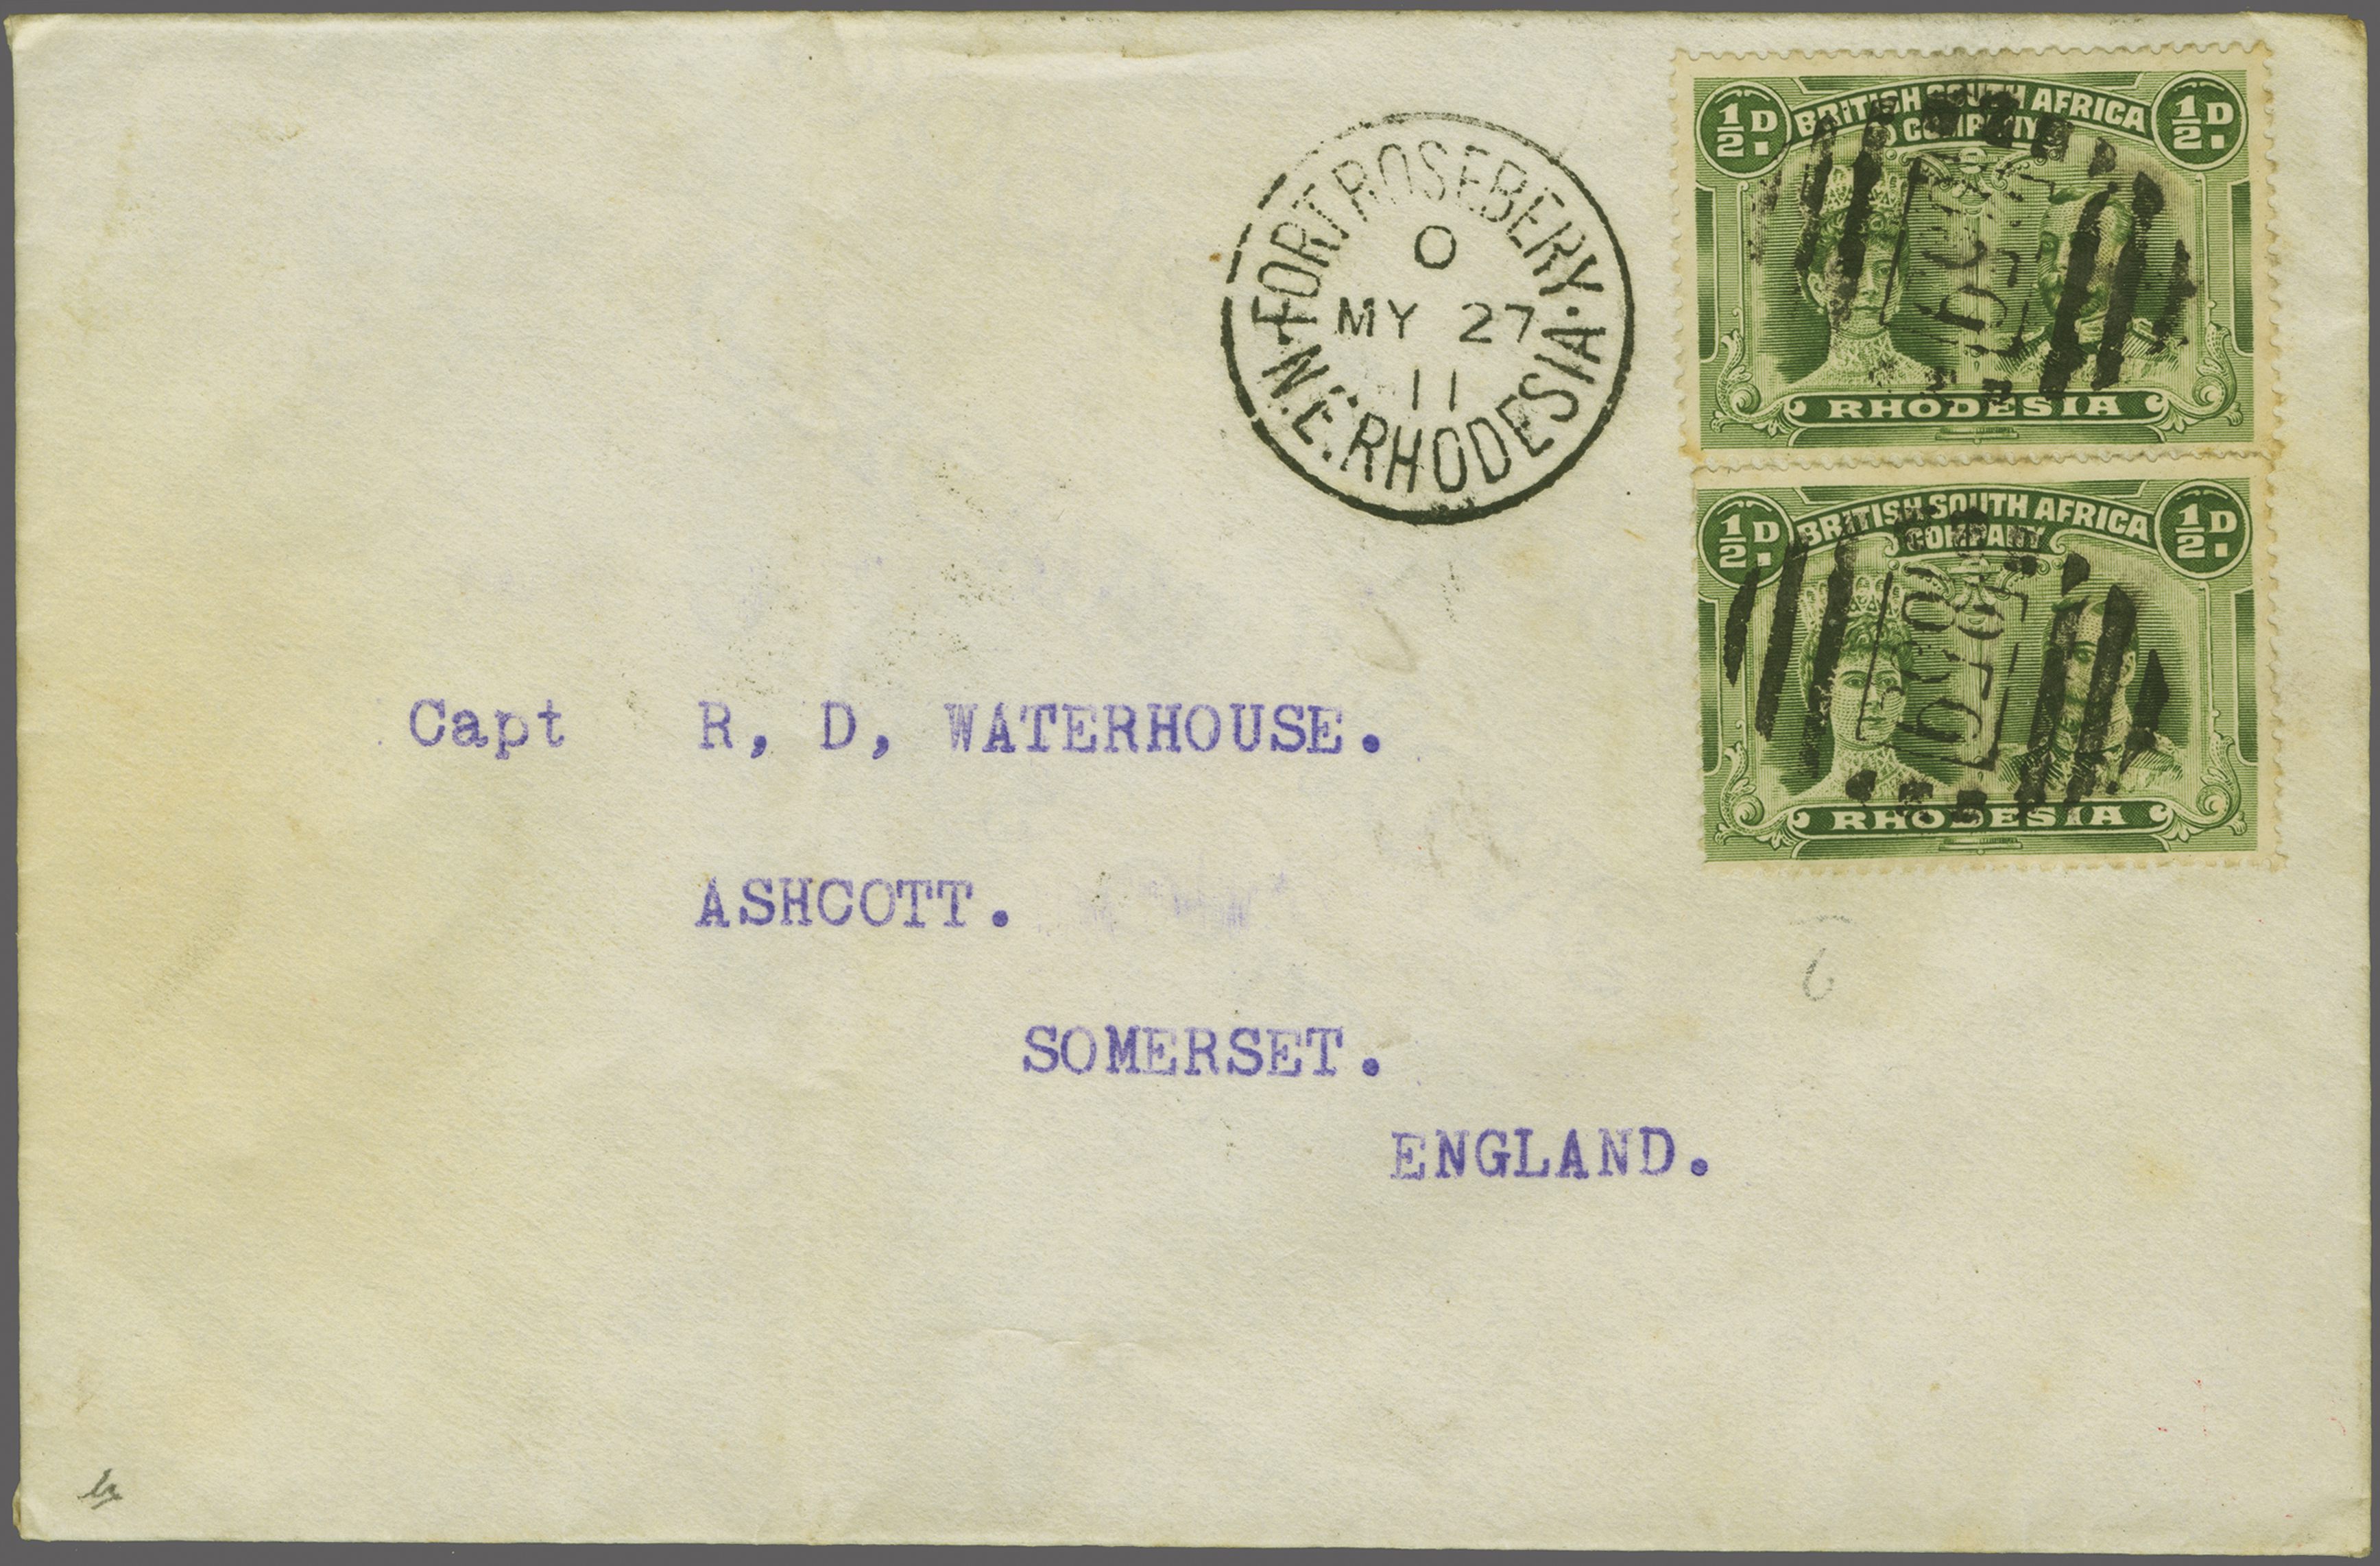 FORT ROSEBERY.
O
MY 27
11
N.E. RHODESIA
½D. BRITISH SOUTH AFRICA ½D.
COMPANY
RHODESIA
½D. BRITISH SOUTH AFRICA ½D.
COMPANY
RHODESIA
Capt R, D, WATERHOUSE.
ASHCOTT.
SOMERSET.
ENGLAND.